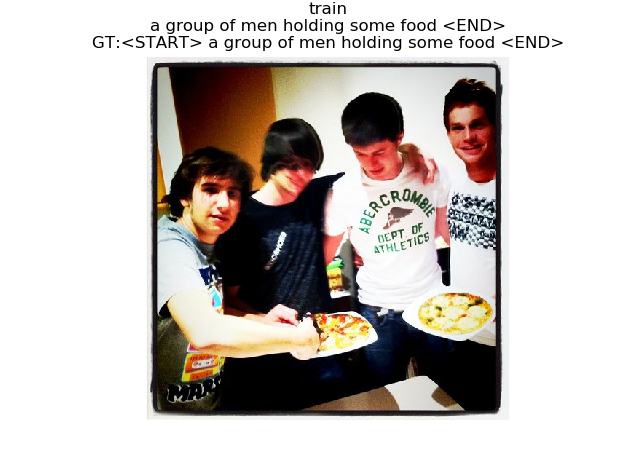 train
a group of men holding some food <END>
GT:<START> a group of men holding some food <END>
ABERCROMBIE
DEPT. OF
ATHLETICS